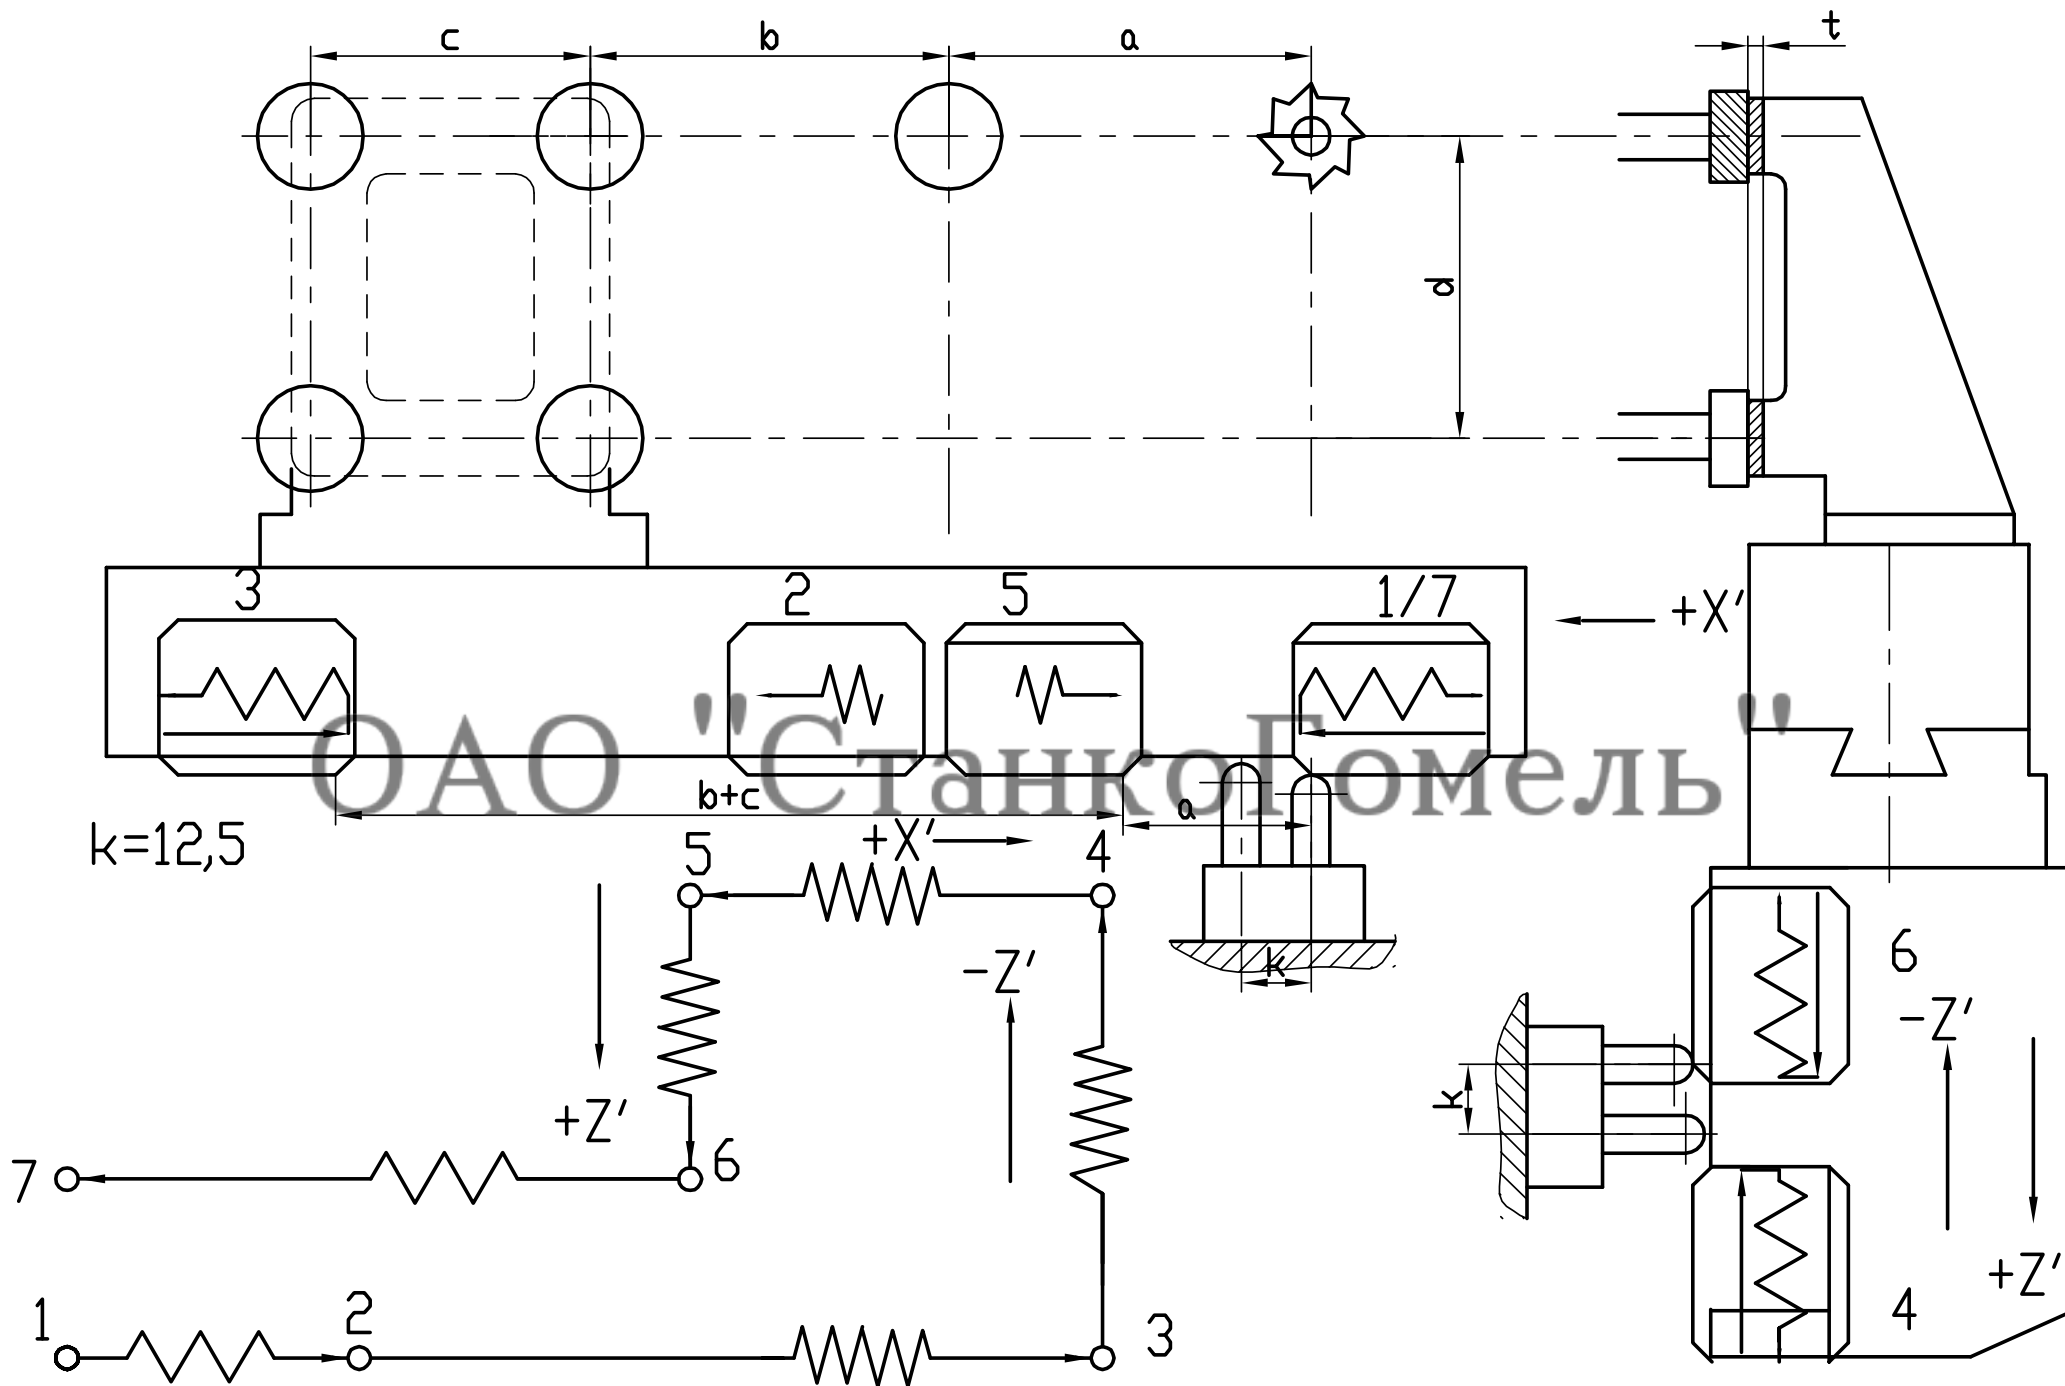 c b a t
d
3 2 5 1/7 +X'
ОАО "СтанкоГомель"
b+c a
k=12,5
5 +X' 4
k
-Z'
6
-Z'
k
+Z'
7 6
+Z'
1 2 3 4